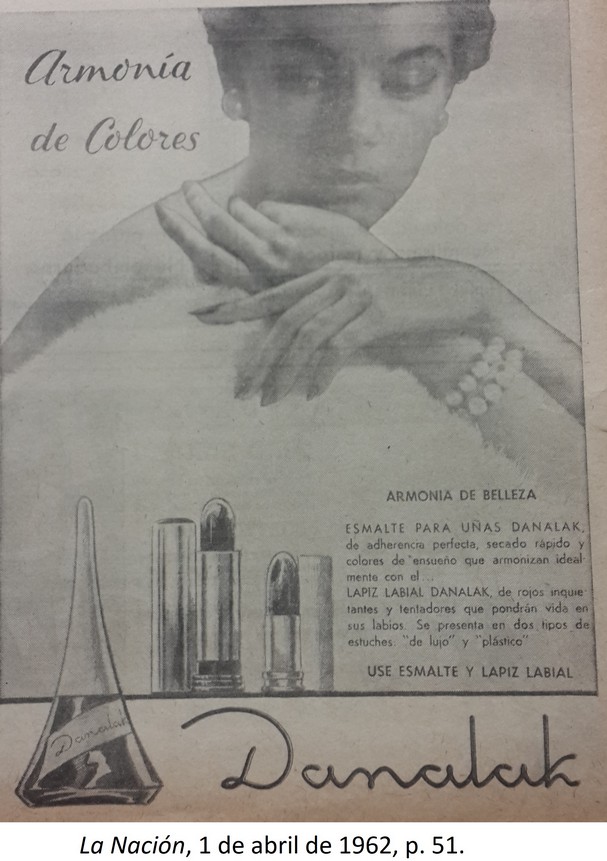 Armonía
de Colores
ARMONIA DE BELLEZA
ESMALTE PARA UÑAS DANALAK,
de adherencia perfecta, secado rápido y
colores de ensueño que armonizan ideal-
mente con el...
LAPIZ LABIAL DANALAK, de rojos inquie-
tantes y tentadores que pondrán vida en
sus labios. Se presenta en dos tipos de
estuches: "de lujo" y "plástico"
USE ESMALTE Y LAPIZ LABIAL
Danalak
Danalak
La Nación, 1 de abril de 1962, p. 51.